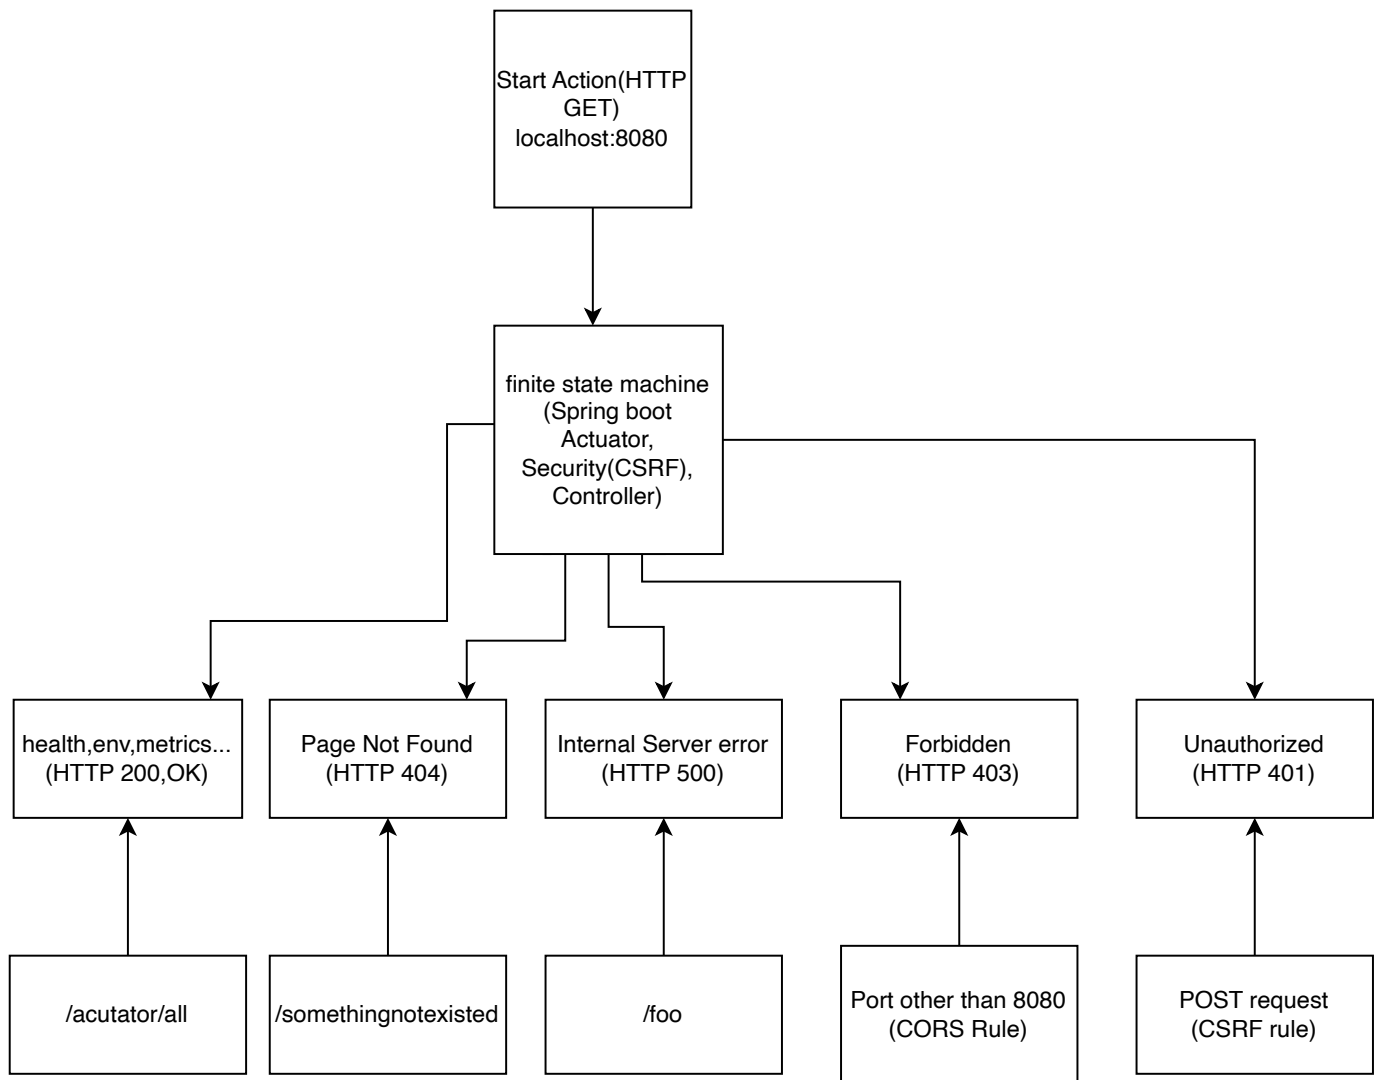 Start Action(HTTP
GET)
localhost:8080
finite state machine
(Spring boot
Actuator,
Security(CSRF),
Controller)
health,env,metrics...
(HTTP 200,OK)
Page Not Found
(HTTP 404)
Internal Server error
(HTTP 500)
Forbidden
(HTTP 403)
Unauthorized
(HTTP 401)
/acutator/all
/somethingnotexisted
/foo
Port other than 8080
(CORS Rule)
POST request
(CSRF rule)